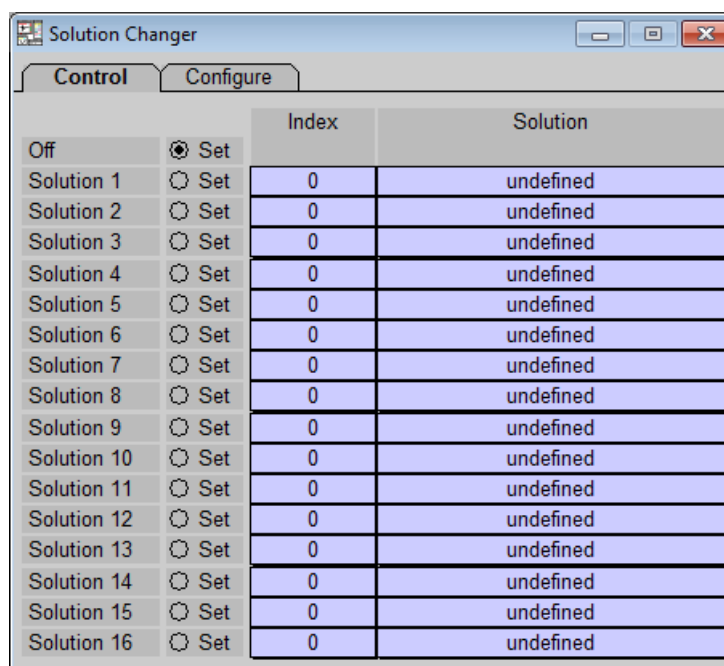 Solution Changer
Control Configure
Index Solution
Off Set
Solution 1 Set 0 undefined
Solution 2 Set 0 undefined
Solution 3 Set 0 undefined
Solution 4 Set 0 undefined
Solution 5 Set 0 undefined
Solution 6 Set 0 undefined
Solution 7 Set 0 undefined
Solution 8 Set 0 undefined
Solution 9 Set 0 undefined
Solution 10 Set 0 undefined
Solution 11 Set 0 undefined
Solution 12 Set 0 undefined
Solution 13 Set 0 undefined
Solution 14 Set 0 undefined
Solution 15 Set 0 undefined
Solution 16 Set 0 undefined